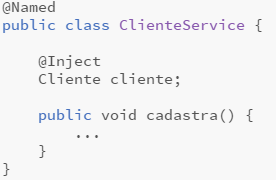 @Named
public class ClienteService {
@Inject
Cliente cliente;
public void cadastra() {
...
}
}